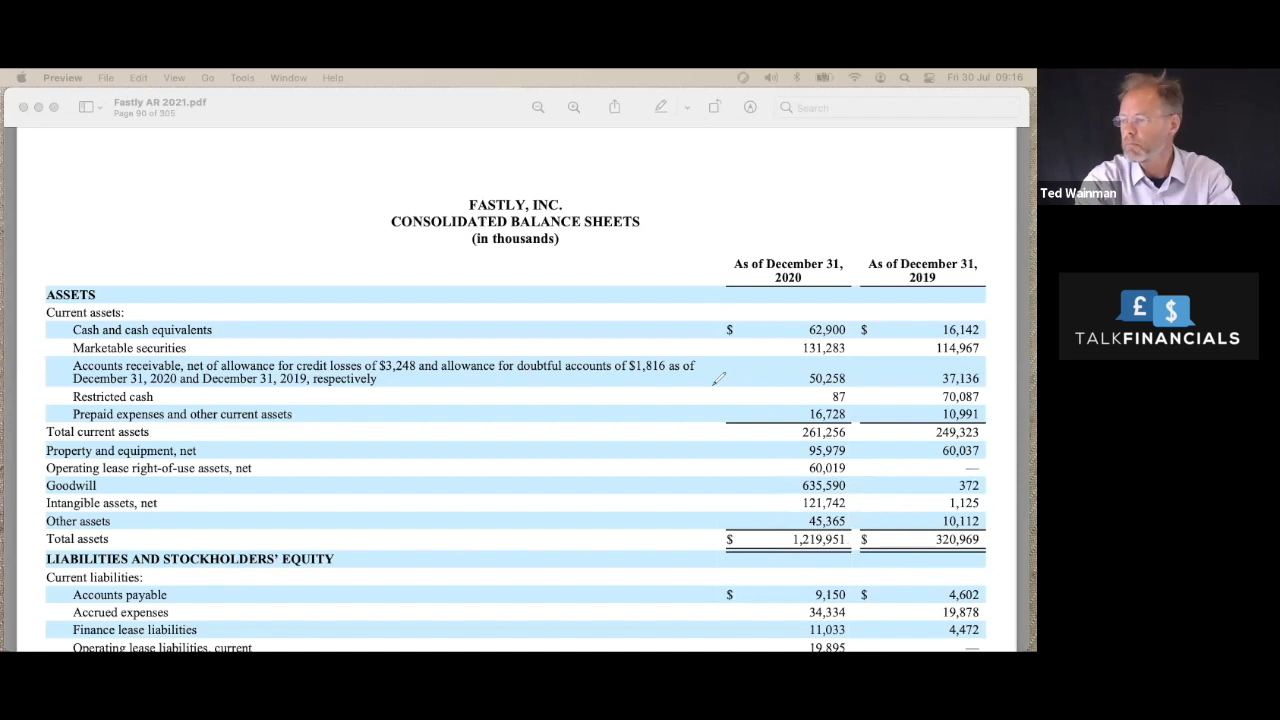 Preview File Edit View Go Tools Window Help Fri 30 Jul 09:16
Fastly AR 2021.pdf
Page 90 of 305
Search
Ted Wainman
£ $
TALKFINANCIALS
FASTLY, INC.
CONSOLIDATED BALANCE SHEETS
(in thousands)
As of December 31, As of December 31,
2020 2019
ASSETS
Current assets:
Cash and cash equivalents $ 62,900 $ 16,142
Marketable securities 131,283 114,967
Accounts receivable, net of allowance for credit losses of $3,248 and allowance for doubtful accounts of $1,816 as of
December 31, 2020 and December 31, 2019, respectively 50,258 37,136
Restricted cash 87 70,087
Prepaid expenses and other current assets 16,728 10,991
Total current assets 261,256 249,323
Property and equipment, net 95,979 60,037
Operating lease right-of-use assets, net 60,019 —
Goodwill 635,590 372
Intangible assets, net 121,742 1,125
Other assets 45,365 10,112
Total assets $ 1,219,951 $ 320,969
LIABILITIES AND STOCKHOLDERS' EQUITY
Current liabilities:
Accounts payable $ 9,150 $ 4,602
Accrued expenses 34,334 19,878
Finance lease liabilities 11,033 4,472
Operating lease liabilities, current 19,895 —